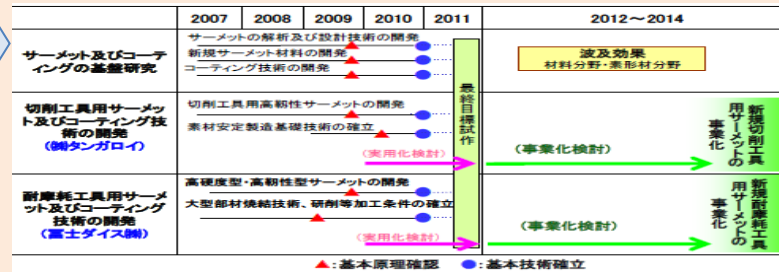 2007 2008 2009 2010 2011 2012～2014
サーメット及びコーティングの基盤研究
サーメットの解析及び設計技術の開発
新規サーメット材料の開発
コーティング技術の開発
波及効果
材料分野・素形材分野
最終目標試作
切削工具用サーメット及びコーティング技術の開発
(㈱タンガロイ)
切削工具用高靭性サーメットの開発
素材安定製造基礎技術の確立
(実用化検討)
(事業化検討)
新規切削工具用サーメットの事業化
耐摩耗工具用サーメット及びコーティング技術の開発
(冨士ダイス㈱)
高硬度型・高靭性型サーメットの開発
大型部材焼結技術、研削等加工条件の確立
(実用化検討)
(事業化検討)
新規耐摩耗工具用サーメットの事業化
▲:基本原理確認 ●:基本技術確立